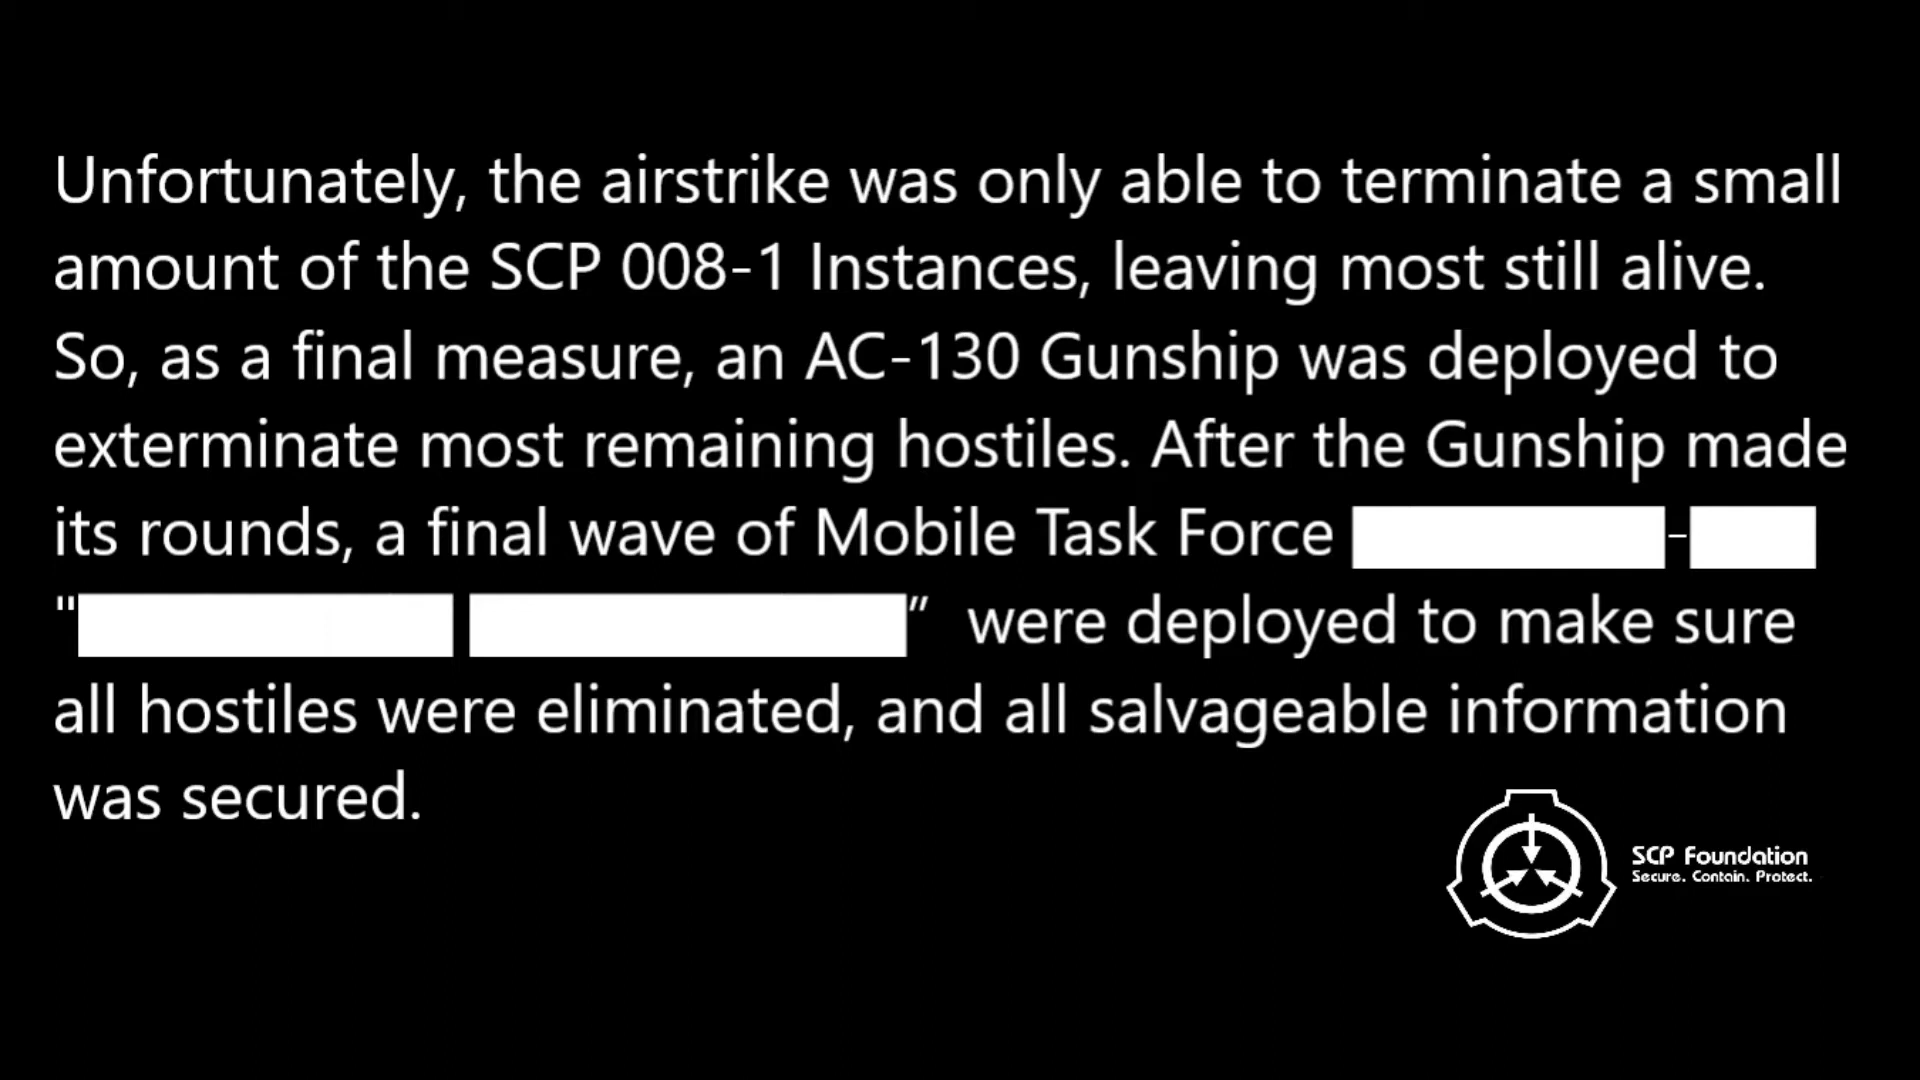 Unfortunately, the airstrike was only able to terminate a small
amount of the SCP 008-1 Instances, leaving most still alive.
So, as a final measure, an AC-130 Gunship was deployed to
exterminate most remaining hostiles. After the Gunship made
its rounds, a final wave of Mobile Task Force -
"” were deployed to make sure
all hostiles were eliminated, and all salvageable information
was secured.
SCP Foundation
Secure. Contain. Protect.